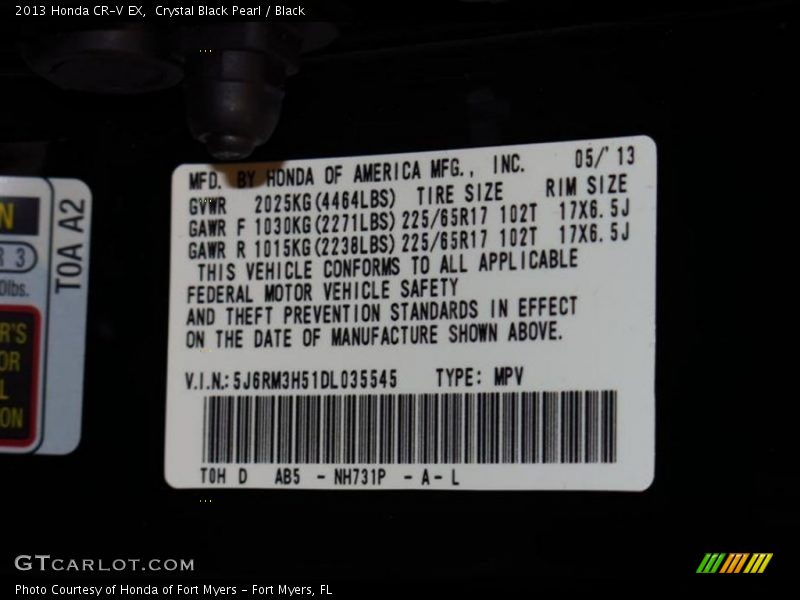 2013 Honda CR-V EX, Crystal Black Pearl / Black
MFD. BY HONDA OF AMERICA MFG., INC. 05/'13
GVWR 2025KG(4464LBS) TIRE SIZE RIM SIZE
GAWR F 1030KG(2271LBS) 225/65R17 102T 17X6.5J
GAWR R 1015KG(2238LBS) 225/65R17 102T 17X6.5J
THIS VEHICLE CONFORMS TO ALL APPLICABLE
FEDERAL MOTOR VEHICLE SAFETY
AND THEFT PREVENTION STANDARDS IN EFFECT
ON THE DATE OF MANUFACTURE SHOWN ABOVE.
V.I.N.: 5J6RM3H51DL035545 TYPE: MPV
T0H D AB5 - NH731P - A - L
T0A A2
N
R 3
0lbs.
R'S
OR
L
ON
GTCARLOT.COM
Photo Courtesy of Honda of Fort Myers - Fort Myers, FL